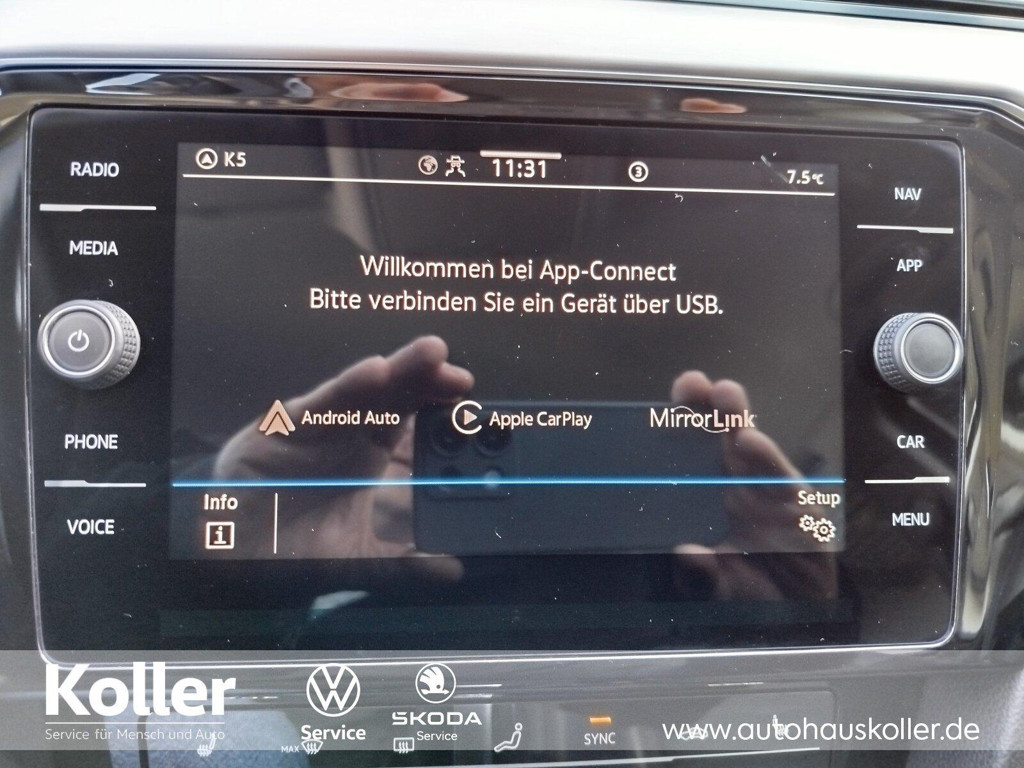 RADIO
MEDIA
PHONE
VOICE
K5
11:31
3
7.5°C
Willkommen bei App-Connect
Bitte verbinden Sie ein Gerät über USB.
Android Auto
Apple CarPlay
MirrorLink
Info
i
Setup
NAV
APP
CAR
MENU
Koller
Service für Mensch und Auto
Service
SKODA
Service
www.autohauskoller.de
MAX
SYNC